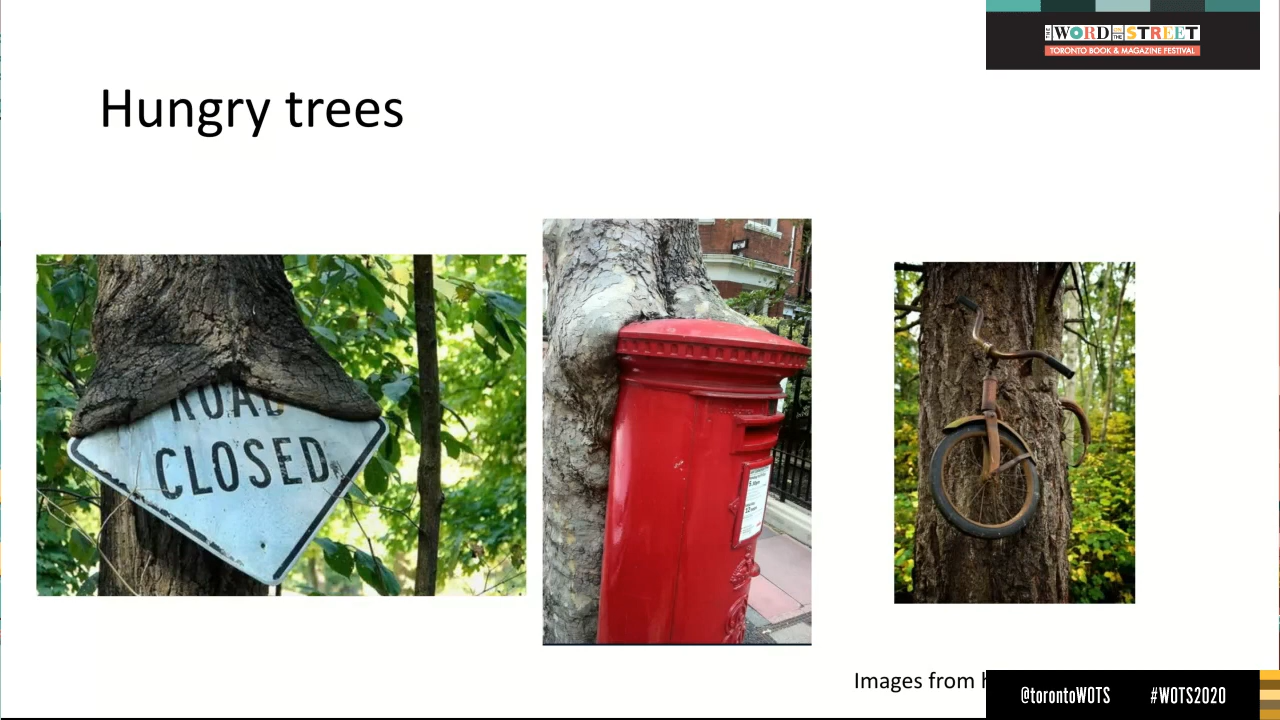 THE WORD ON THE STREET
TORONTO BOOK & MAGAZINE FESTIVAL
Hungry trees
ROAD
CLOSED
Images from
@torontoWOTS #WOTS2020